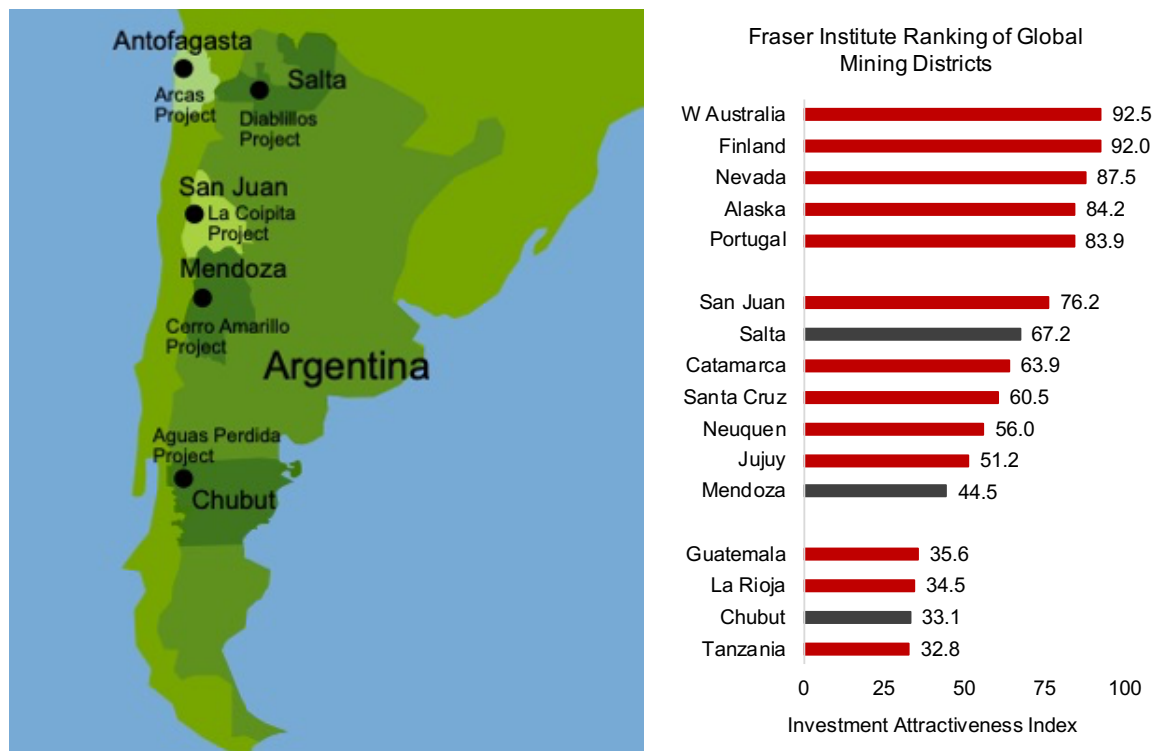 Antofagasta
Arcas
Project
Salta
Diablillos
Project
San Juan
La Coipita
Project
Mendoza
Cerro Amarillo
Project
Argentina
Aguas Perdida
Project
Chubut
Fraser Institute Ranking of Global
Mining Districts
W Australia 92.5
Finland 92.0
Nevada 87.5
Alaska 84.2
Portugal 83.9
San Juan 76.2
Salta 67.2
Catamarca 63.9
Santa Cruz 60.5
Neuquen 56.0
Jujuy 51.2
Mendoza 44.5
Guatemala 35.6
La Rioja 34.5
Chubut 33.1
Tanzania 32.8
0 25 50 75 100
Investment Attractiveness Index